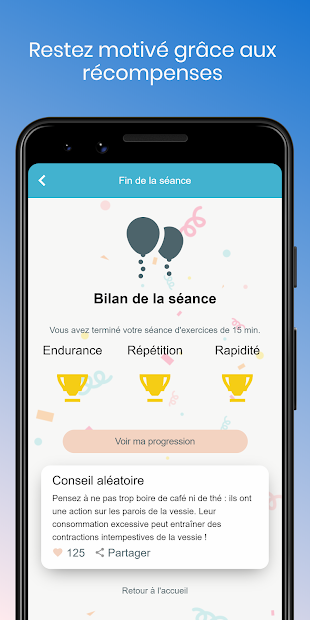 Restez motivé grâce aux
récompenses
Fin de la séance
Bilan de la séance
Vous avez terminé votre séance d'exercices de 15 min.
Endurance Répétition Rapidité
Voir ma progression
Conseil aléatoire
Pensez à ne pas trop boire de café ni de thé : ils ont
une action sur les parois de la vessie. Leur
consommation excessive peut entraîner des
contractions intempestives de la vessie !
125 Partager
Retour à l'accueil